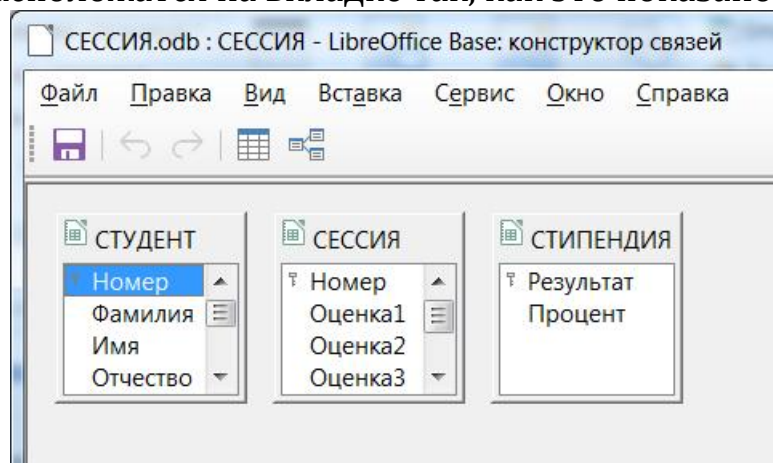 СЕССИЯ.odb : СЕССИЯ - LibreOffice Base: конструктор связей
Файл Правка Вид Вставка Сервис Окно Справка
СТУДЕНТ
Номер
Фамилия
Имя
Отчество
СЕССИЯ
Номер
Оценка1
Оценка2
Оценка3
СТИПЕНДИЯ
Результат
Процент